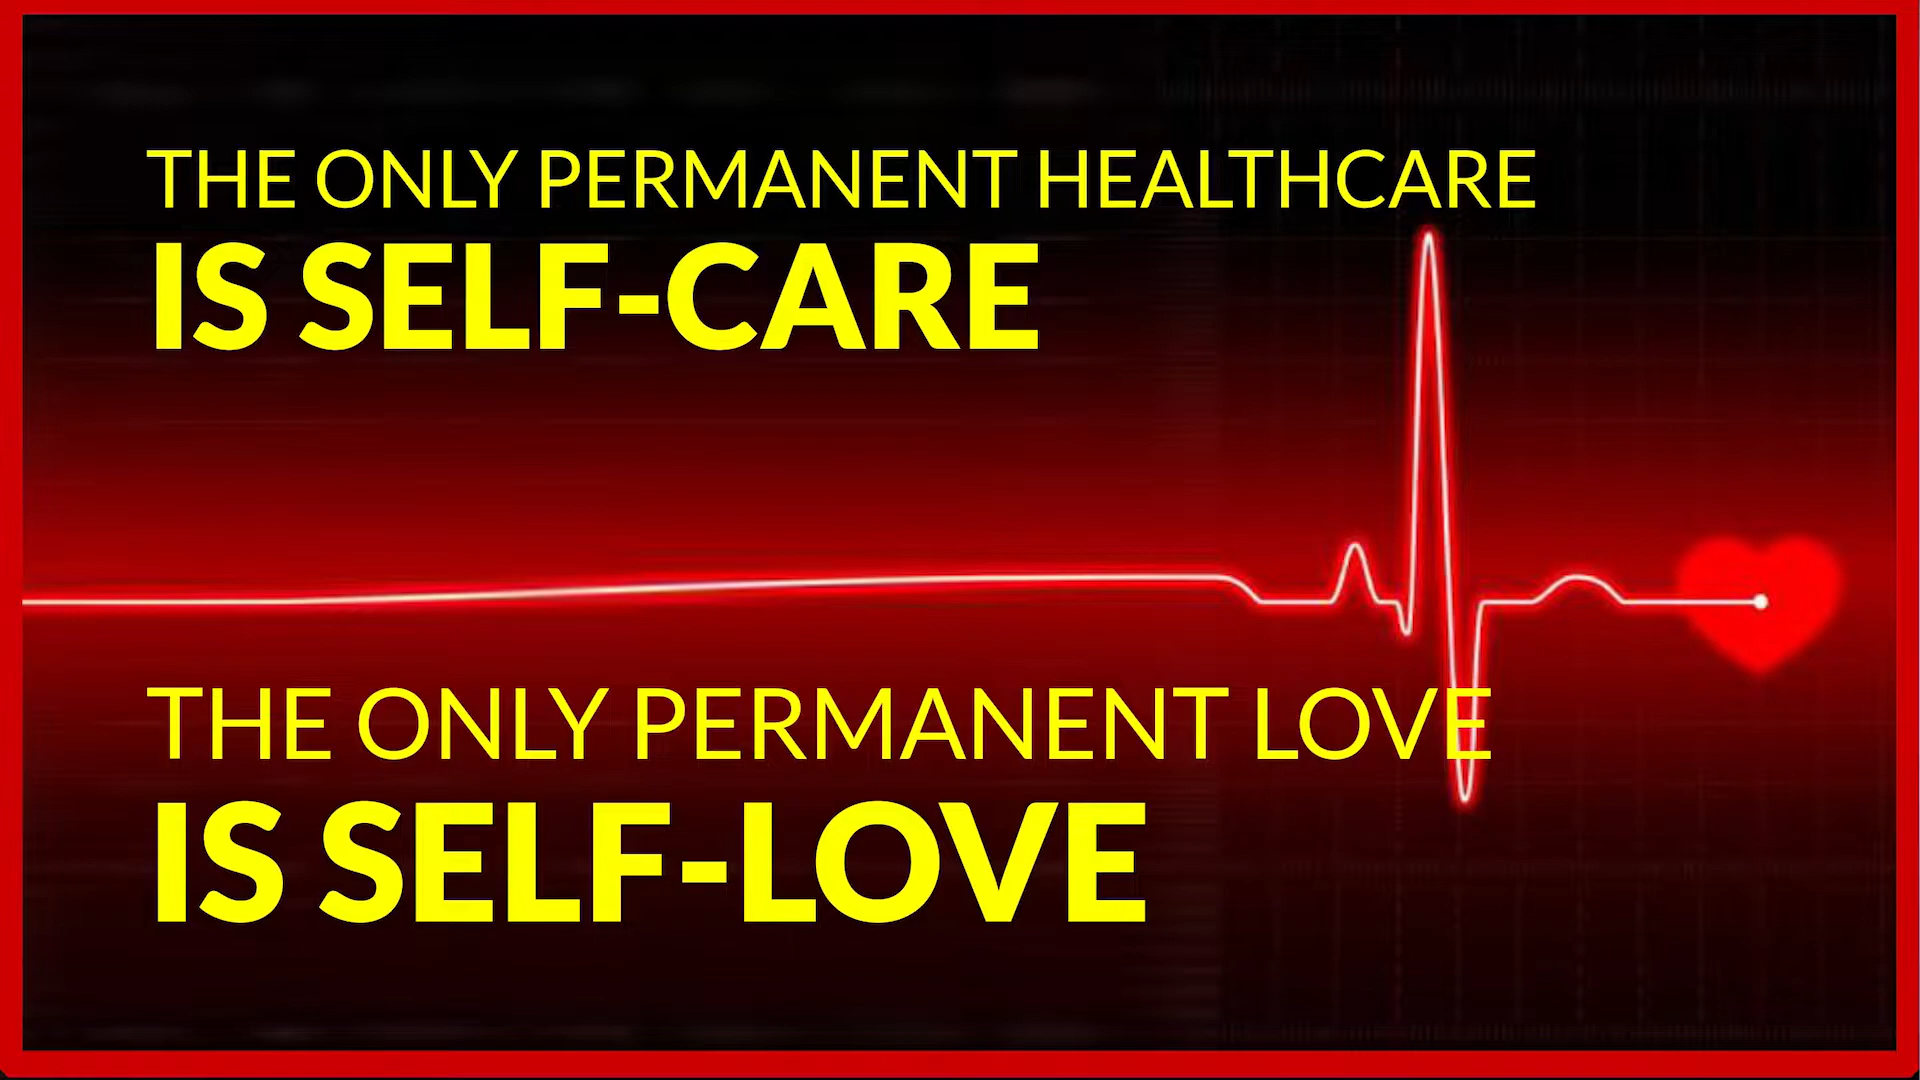 THE ONLY PERMANENT HEALTHCARE
IS SELF-CARE
THE ONLY PERMANENT LOVE
IS SELF-LOVE